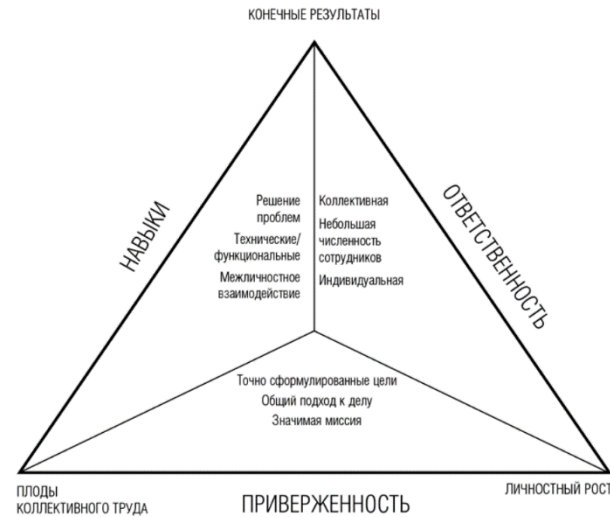 КОНЕЧНЫЕ РЕЗУЛЬТАТЫ
НАВЫКИ
ОТВЕТСТВЕННОСТЬ
Решение
проблем
Технические/
функциональные
Межличностное
взаимодействие
Коллективная
Небольшая
численность
сотрудников
Индивидуальная
Точно сформулированные цели
Общий подход к делу
Значимая миссия
ПЛОДЫ
КОЛЛЕКТИВНОГО ТРУДА
ПРИВЕРЖЕННОСТЬ
ЛИЧНОСТНЫЙ РОСТ